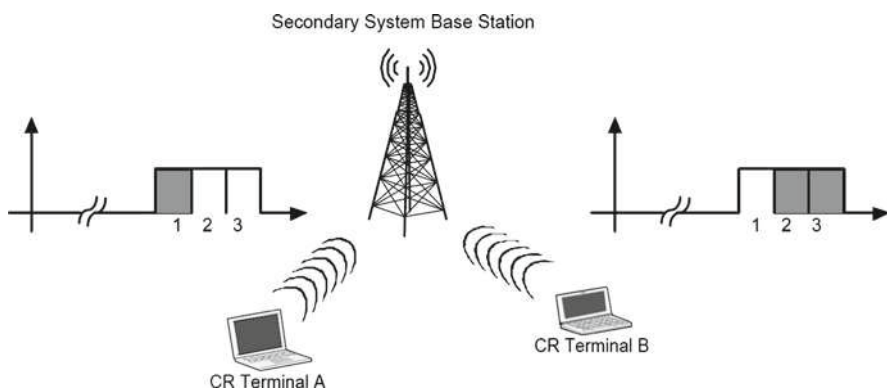 Secondary System Base Station
1 2 3
1 2 3
CR Terminal A
CR Terminal B